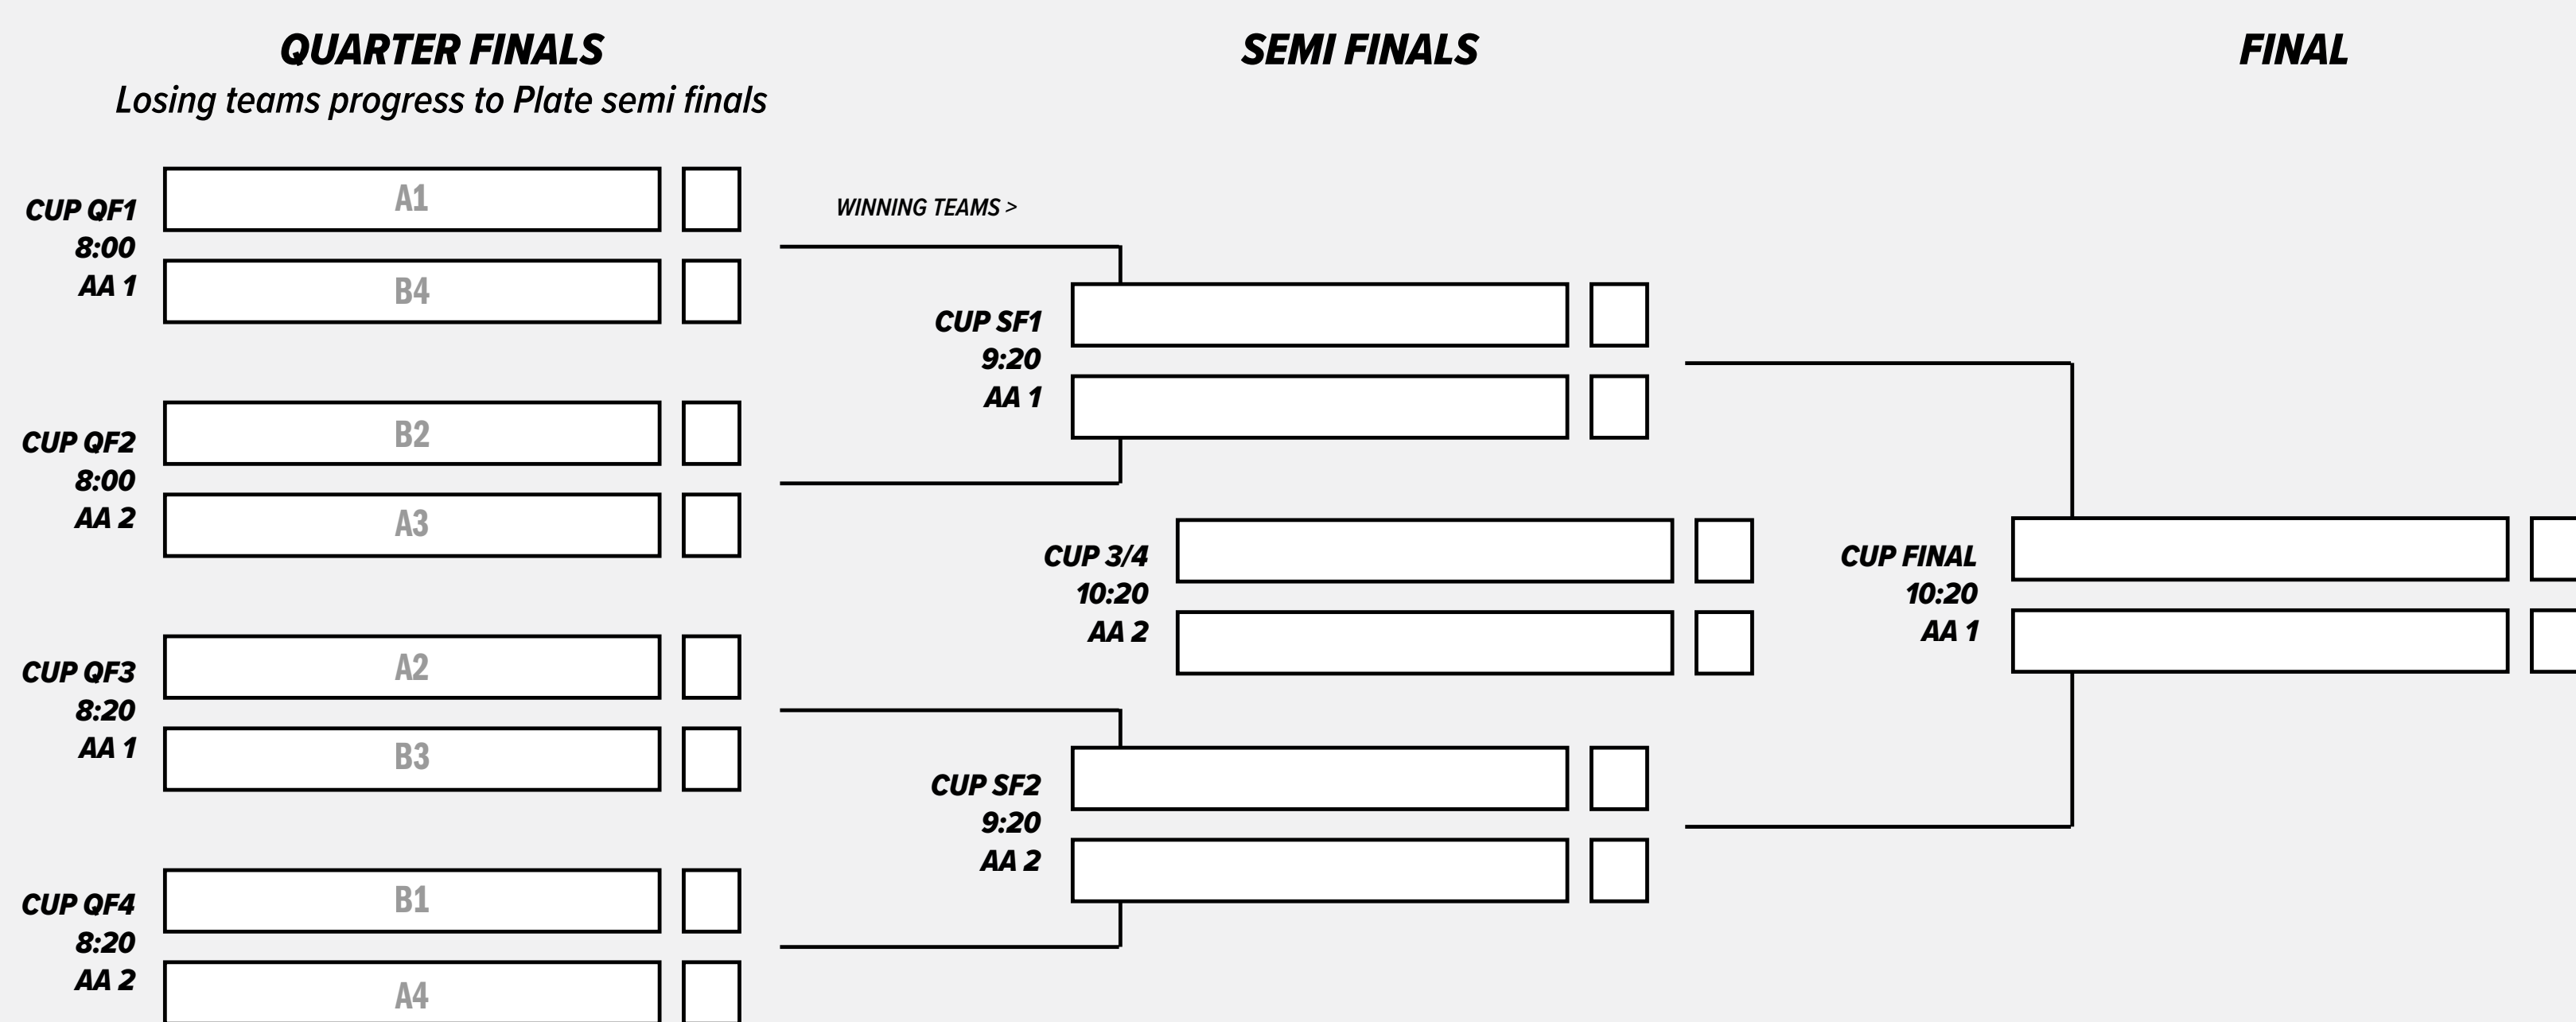 QUARTER FINALS
Losing teams progress to Plate semi finals
SEMI FINALS
FINAL
CUP QF1
8:00
AA 1
A1
B4
WINNING TEAMS >
CUP QF2
8:00
AA 2
B2
A3
CUP QF3
8:20
AA 1
A2
B3
CUP QF4
8:20
AA 2
B1
A4
CUP SF1
9:20
AA 1
CUP 3/4
10:20
AA 2
CUP SF2
9:20
AA 2
CUP FINAL
10:20
AA 1